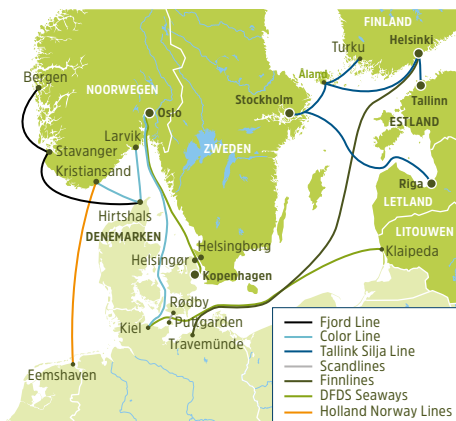 FINLAND
Helsinki
Turku
Bergen
Åland
NOORWEGEN
Tallinn
Stockholm
Oslo
ESTLAND
Larvik
ZWEDEN
Stavanger
Kristiansand
Riga
LETLAND
Hirtshals
LITOUWEN
DENEMARKEN
Helsingborg
Klaipeda
Helsingør
Kopenhagen
Rødby
Kiel
Puttgarden
Travemünde
Eemshaven
Fjord Line
Color Line
Tallink Silja Line
Scandlines
Finnlines
DFDS Seaways
Holland Norway Lines